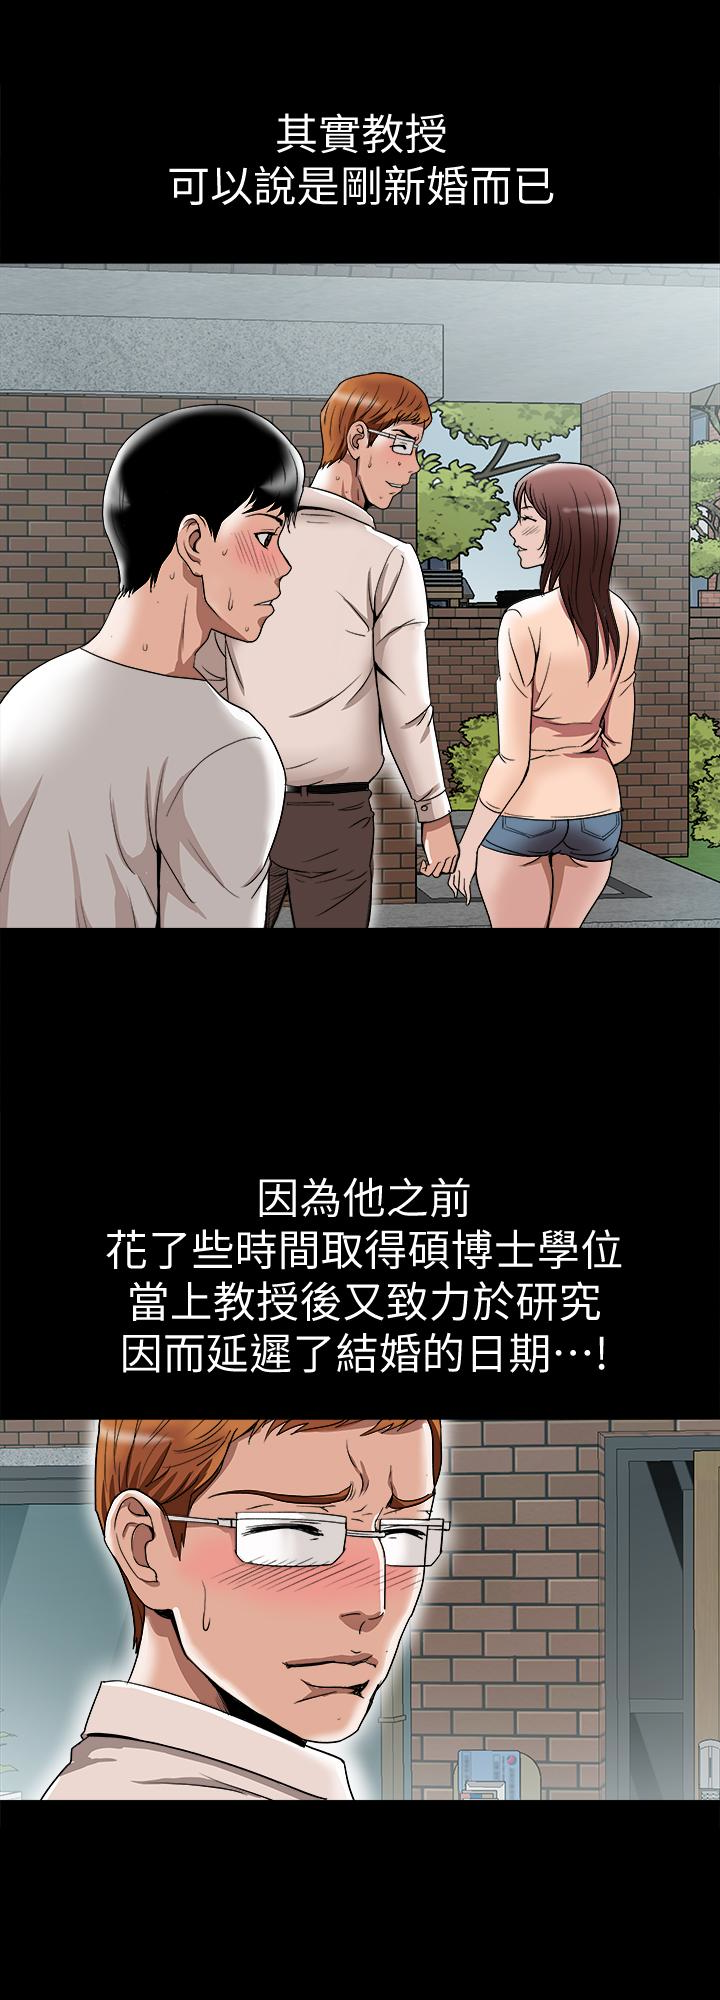 其實教授
可以說是剛新婚而已
因為他之前
花了些時間取得碩博士學位
當上教授後又致力於研究
因而延遲了結婚的日期…!